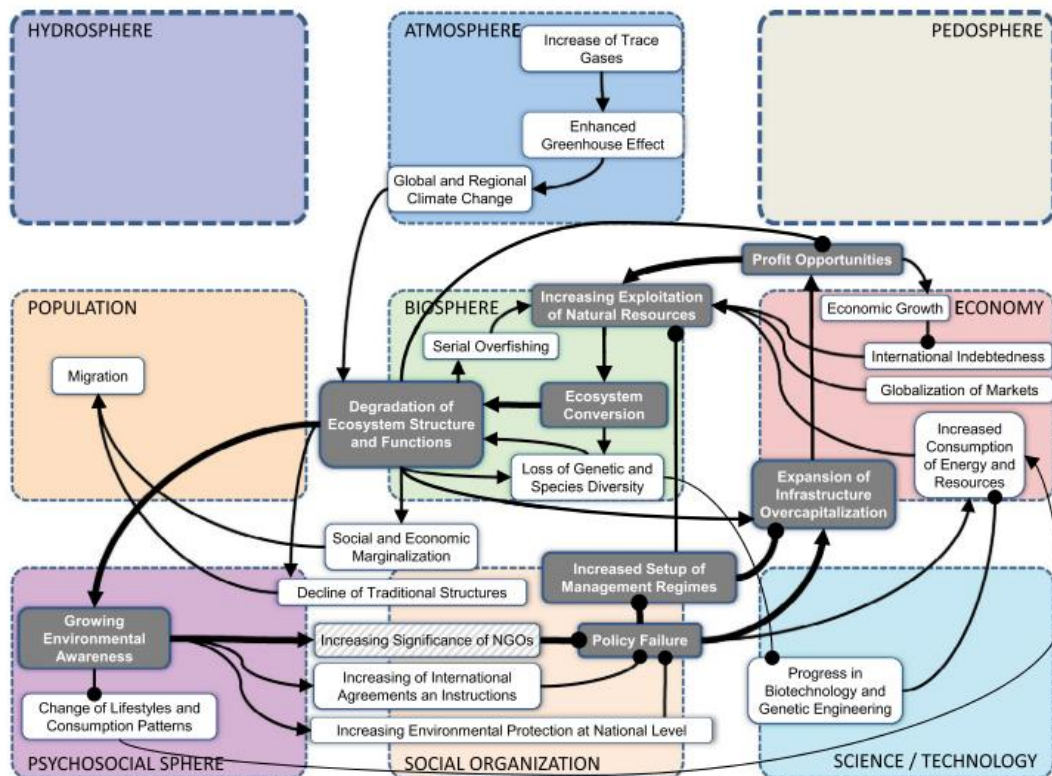 HYDROSPHERE
ATMOSPHERE
PEDOSPHERE
Increase of Trace
Gases
Enhanced
Greenhouse Effect
Global and Regional
Climate Change
Profit Opportunities
POPULATION
BIOSPHERE
Increasing Exploitation
of Natural Resources
Economic Growth
ECONOMY
Serial Overfishing
International Indebtedness
Migration
Globalization of Markets
Degradation of
Ecosystem Structure
and Functions
Ecosystem
Conversion
Increased
Consumption
of Energy and
Resources
Loss of Genetic and
Species Diversity
Expansion of
Infrastructure
Overcapitalization
Social and Economic
Marginalization
Increased Setup of
Management Regimes
Decline of Traditional Structures
Growing
Environmental
Awareness
Increasing Significance of NGOs
Policy Failure
Increasing of International
Agreements an Instructions
Progress in
Biotechnology and
Genetic Engineering
Change of Lifestyles and
Consumption Patterns
Increasing Environmental Protection at National Level
PSYCHOSOCIAL SPHERE
SOCIAL ORGANIZATION
SCIENCE / TECHNOLOGY